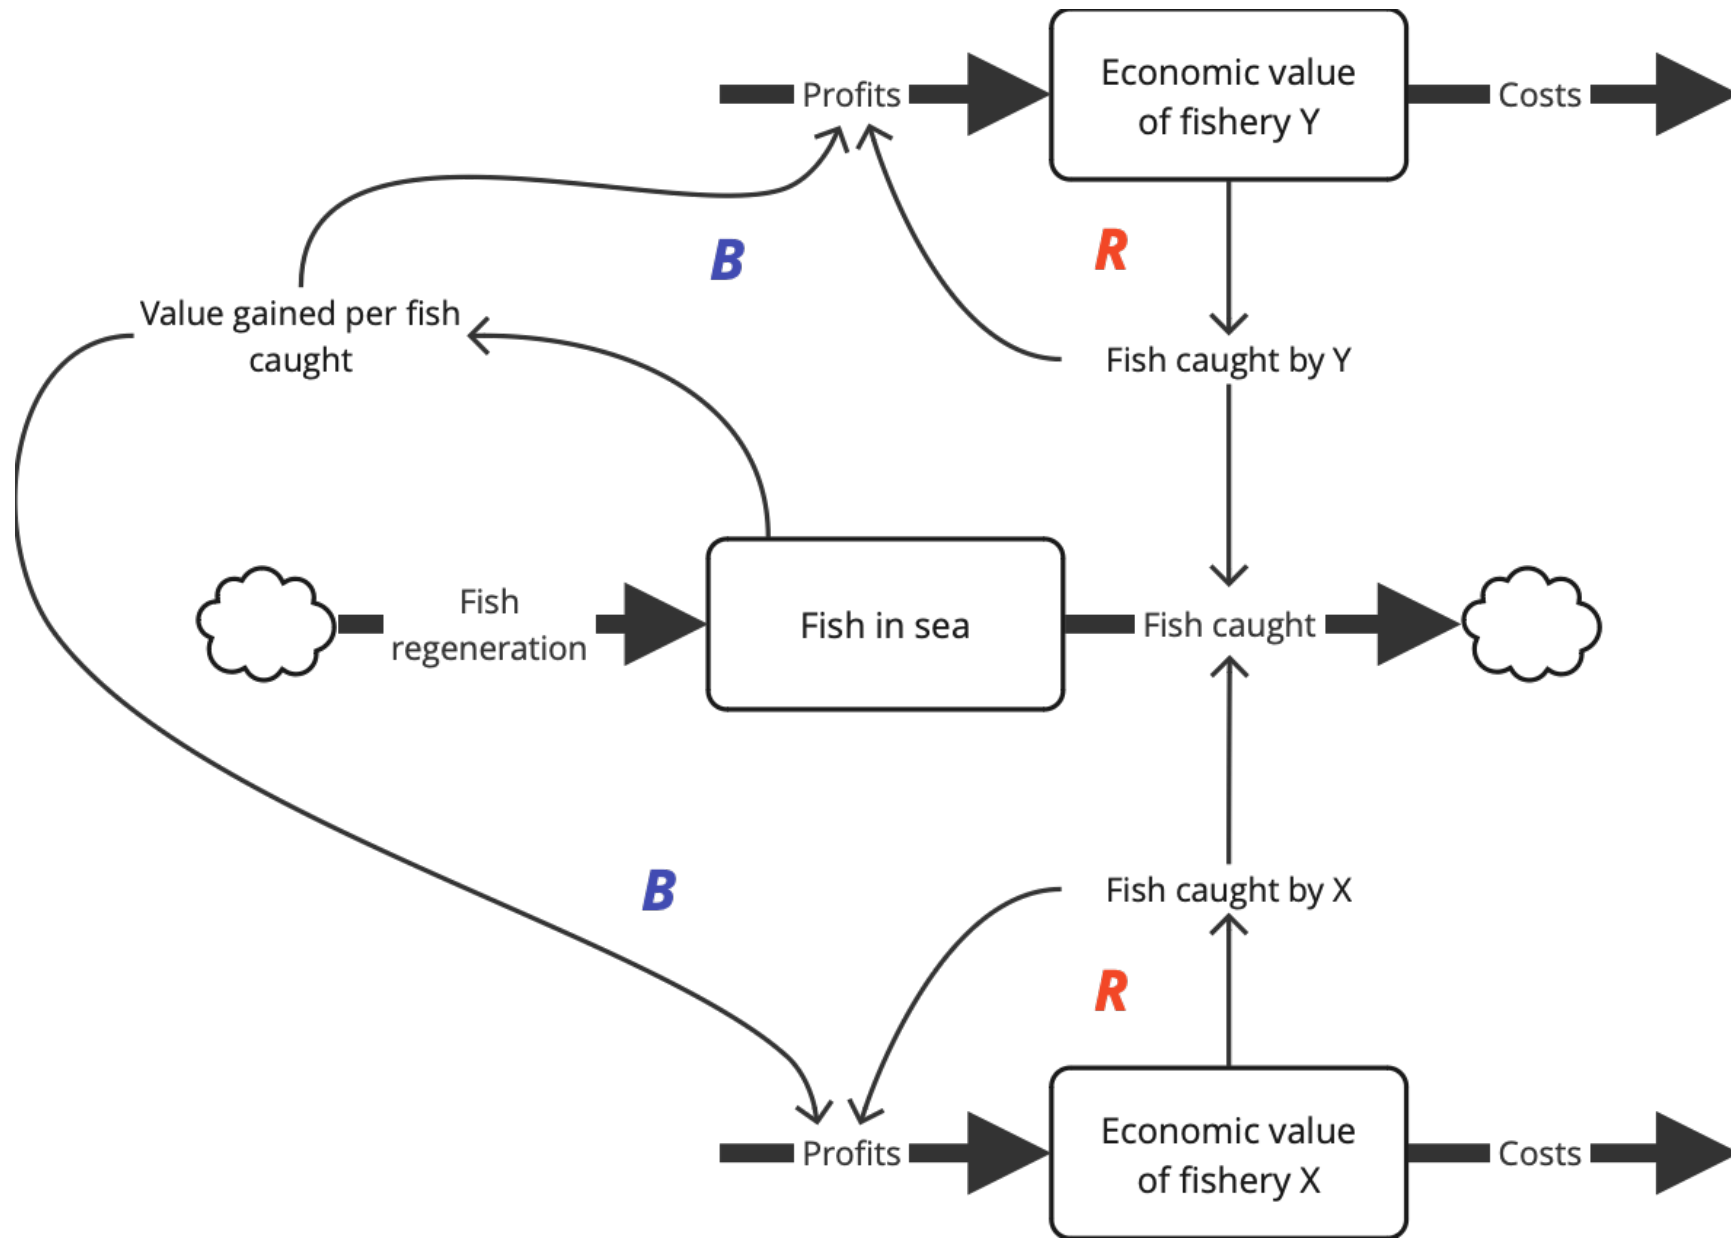 Profits
Economic value
of fishery Y
Costs
B
R
Value gained per fish
caught
Fish caught by Y
Fish
regeneration
Fish in sea
Fish caught
B
Fish caught by X
R
Profits
Economic value
of fishery X
Costs